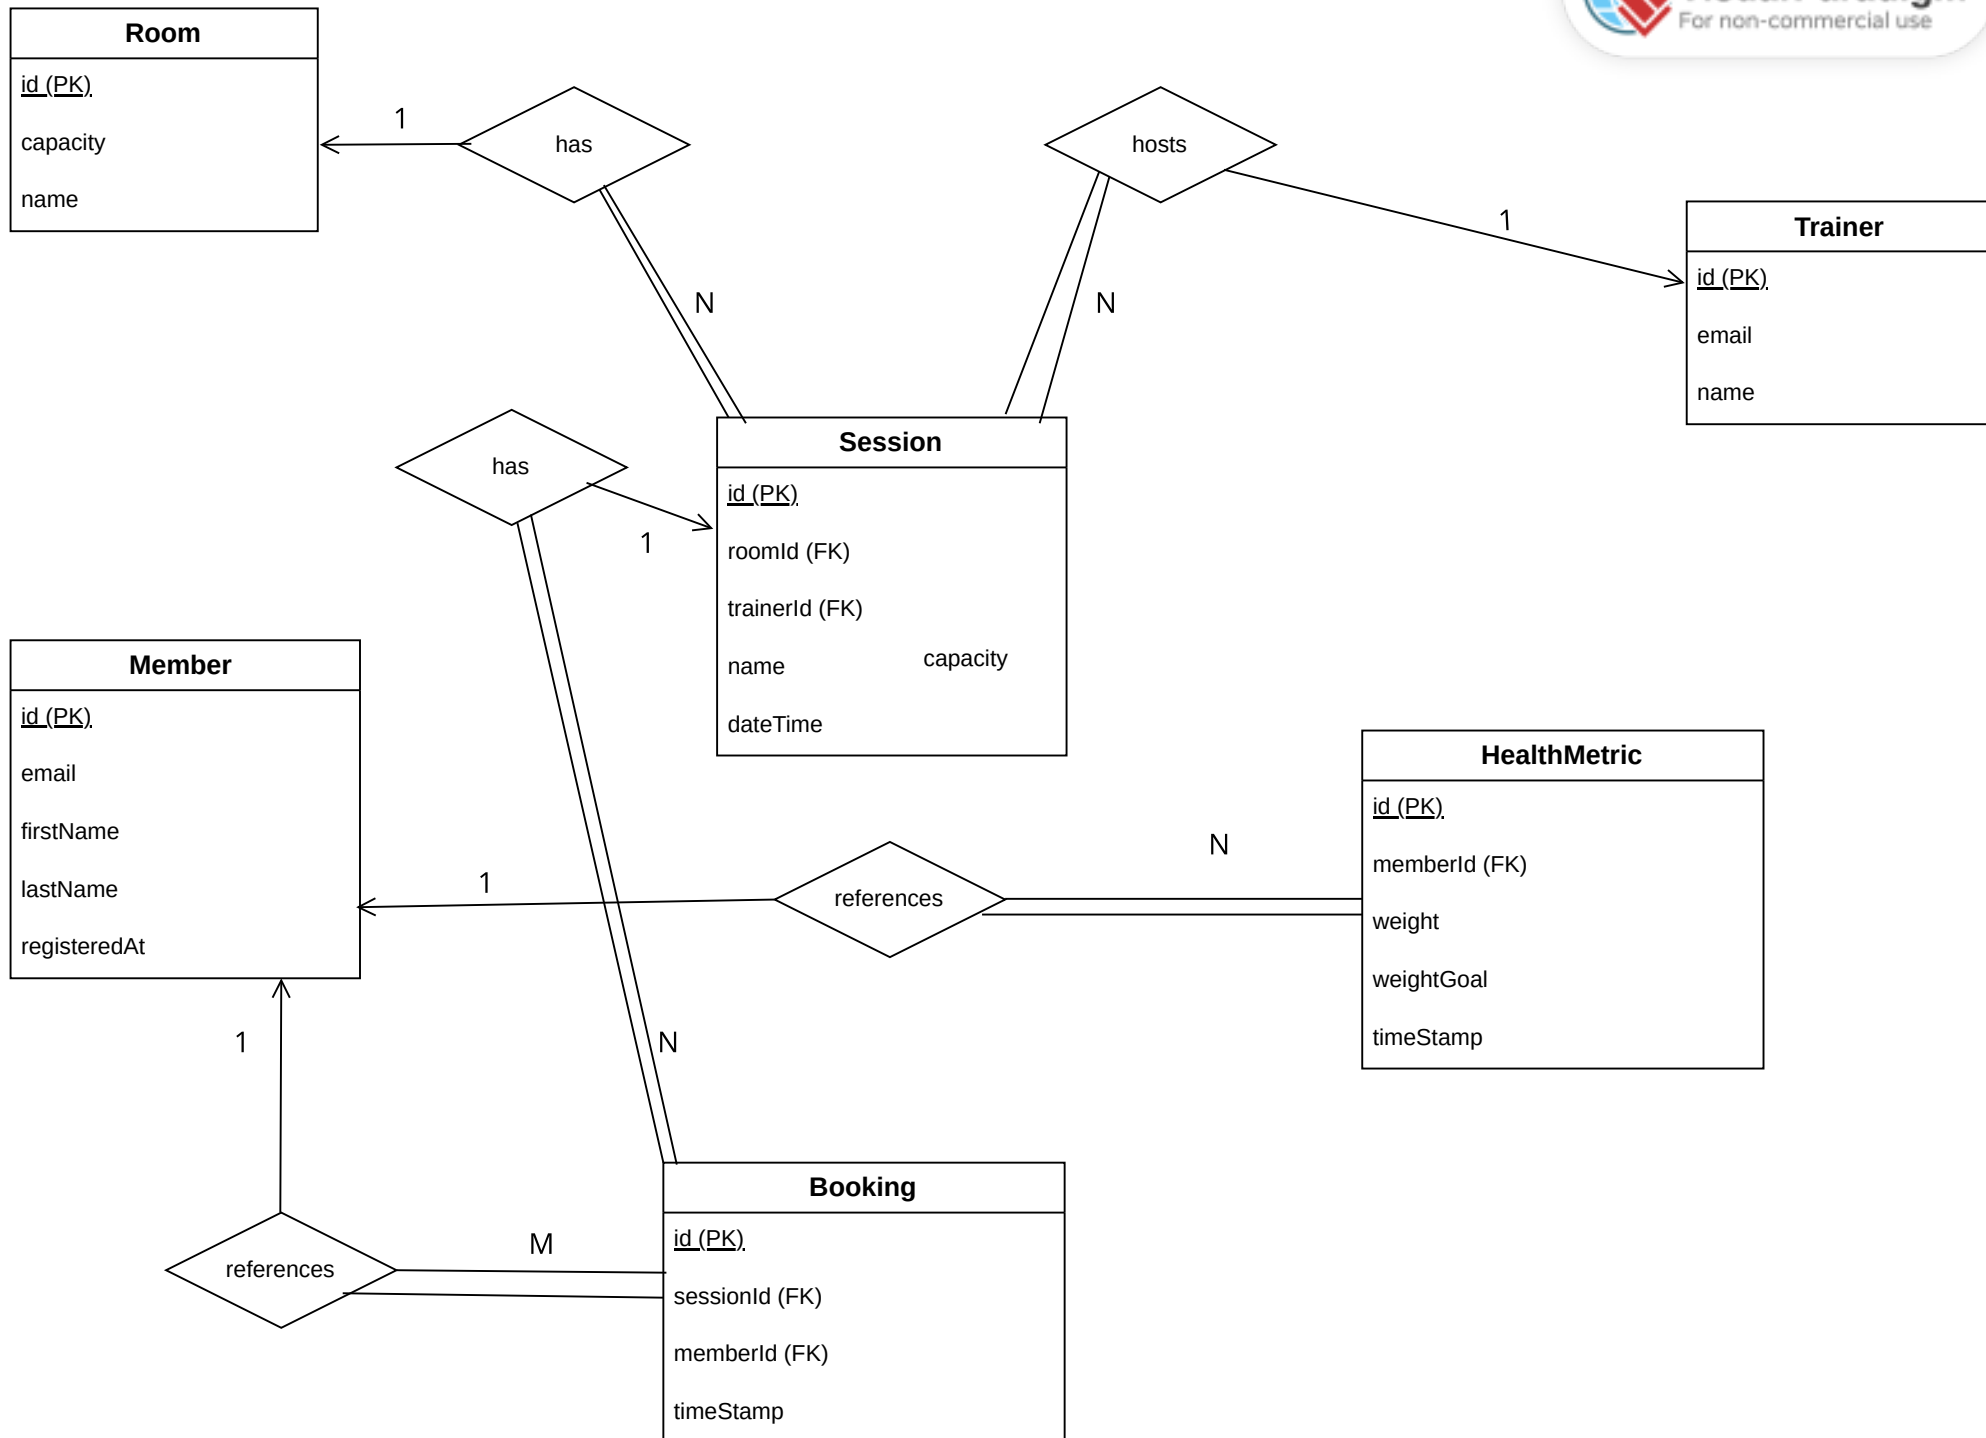 For non-commercial use
Room
id (PK)
capacity
name
1
has
N
hosts
N
1
Trainer
id (PK)
email
name
has
1
N
Session
id (PK)
roomId (FK)
trainerId (FK)
name
capacity
dateTime
Member
id (PK)
email
firstName
lastName
registeredAt
1
references
N
HealthMetric
id (PK)
memberId (FK)
weight
weightGoal
timeStamp
1
references
M
Booking
id (PK)
sessionId (FK)
memberId (FK)
timeStamp